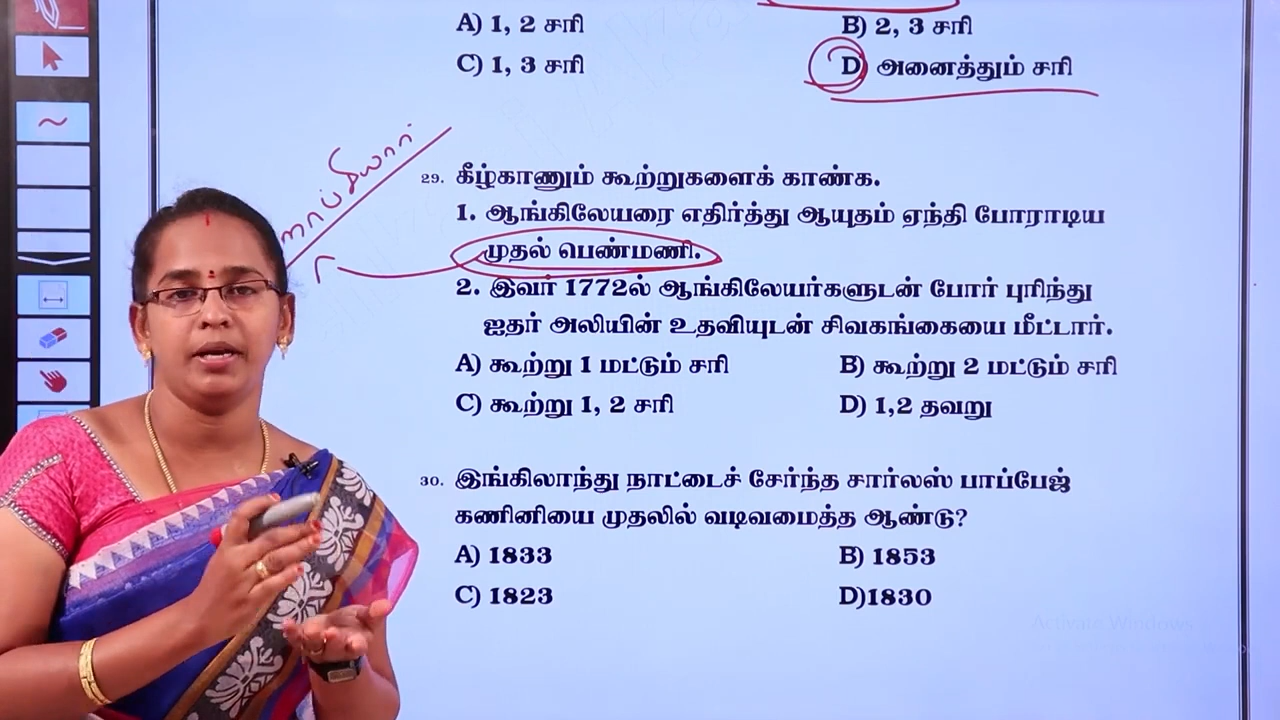 A) 1, 2 சரி
B) 2, 3 சரி
C) 1, 3 சரி
D) அனைத்தும் சரி
29. கீழ்காணும் கூற்றுகளைக் காண்க.
1. ஆங்கிலேயரை எதிர்த்து ஆயுதம் ஏந்தி போராடிய
முதல் பெண்மணி.
2. இவர் 1772ல் ஆங்கிலேயர்களுடன் போர் புரிந்து
ஐதர் அலியின் உதவியுடன் சிவகங்கையை மீட்டார்.
A) கூற்று 1 மட்டும் சரி
B) கூற்று 2 மட்டும் சரி
C) கூற்று 1, 2 சரி
D) 1,2 தவறு
30. இங்கிலாந்து நாட்டைச் சேர்ந்த சார்லஸ் பாப்பேஜ்
கணினியை முதலில் வடிவமைத்த ஆண்டு?
A) 1833
B) 1853
C) 1823
D)1830
Activate Windows